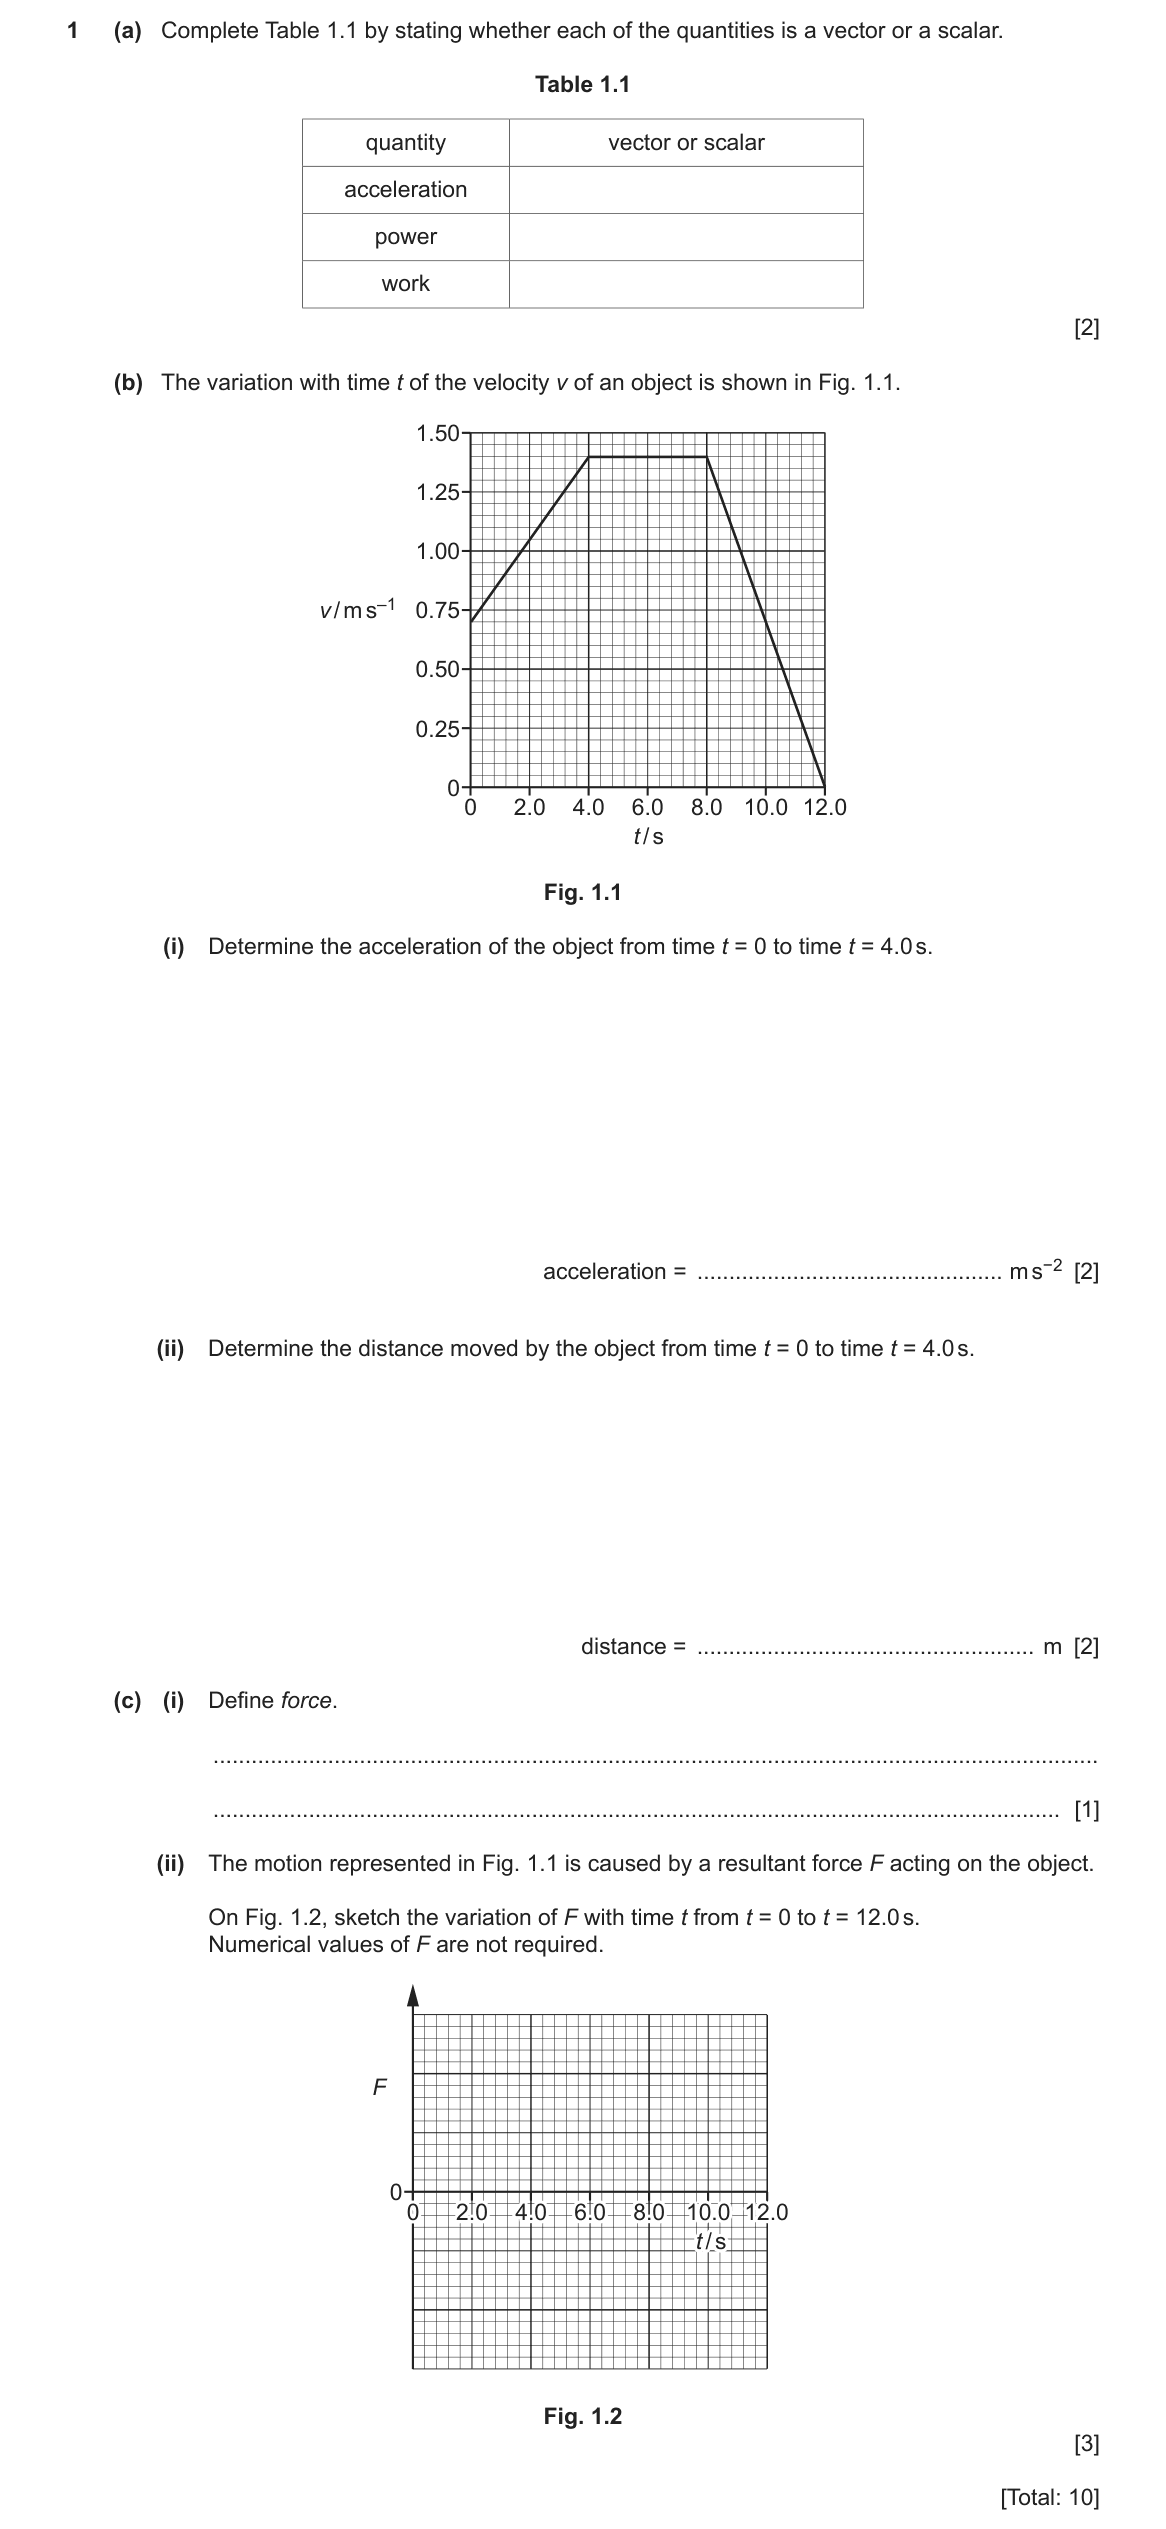 1 (a) Complete Table 1.1 by stating whether each of the quantities is a vector or a scalar.
Table 1.1
quantity vector or scalar
acceleration
power
work
[2]
(b) The variation with time t of the velocity v of an object is shown in Fig. 1.1.
1.50
1.25
1.00
v/ms⁻¹ 0.75
0.50
0.25
0
0 2.0 4.0 6.0 8.0 10.0 12.0
t/s
Fig. 1.1
(i) Determine the acceleration of the object from time t = 0 to time t = 4.0s.
acceleration = ................................................ ms⁻² [2]
(ii) Determine the distance moved by the object from time t = 0 to time t = 4.0s.
distance = ..................................................... m [2]
(c) (i) Define force.
...........................................................................................................................................
..................................................................................................................................... [1]
(ii) The motion represented in Fig. 1.1 is caused by a resultant force F acting on the object.
On Fig. 1.2, sketch the variation of F with time t from t = 0 to t = 12.0s.
Numerical values of F are not required.
F
0
0 2.0 4.0 6.0 8.0 10.0 12.0
t/s
Fig. 1.2
[3]
[Total: 10]